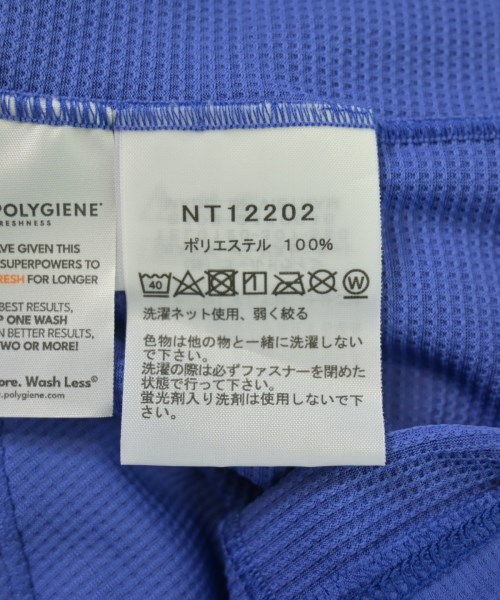 POLYGIENE®
FRESHNESS
GIVEN THIS
SUPERPOWERS TO
FOR LONGER
BEST RESULTS,
ONE WASH
BETTER RESULTS,
TWO OR MORE!
Wash Less©
.polygiene.com
NT12202
ポリエステル 100%
40
W
洗濯ネット使用、弱く絞る
色物は他の物と一緒に洗濯しない
で下さい。
洗濯の際は必ずファスナーを閉めた
状態で行って下さい。
蛍光剤入り洗剤は使用しないで下
さい。